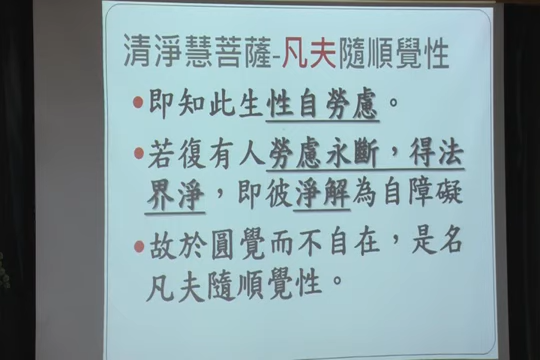 清淨慧菩薩-凡夫隨順覺性
•即知此生性自勞慮。
•若復有人勞慮永斷，得法
界淨，即彼淨解為自障礙
•故於圓覺而不自在，是名
凡夫隨順覺性。